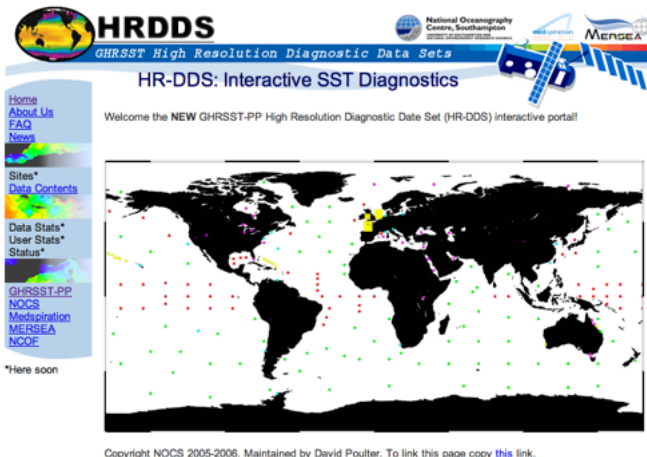 HRDDS
GHRSST High Resolution Diagnostic Data Sets
National Oceanography
Centre, Southampton
medspiration
MERSEA
HR-DDS: Interactive SST Diagnostics
Home
About Us
FAQ
News
Sites*
Data Contents
Data Stats*
User Stats*
Status*
GHRSST-PP
NOCS
Medspiration
MERSEA
NCOF
*Here soon
Welcome the NEW GHRSST-PP High Resolution Diagnostic Date Set (HR-DDS) interactive portal!
Copyright NOCS 2005-2006. Maintained by David Poulter. To link this page copy this link.